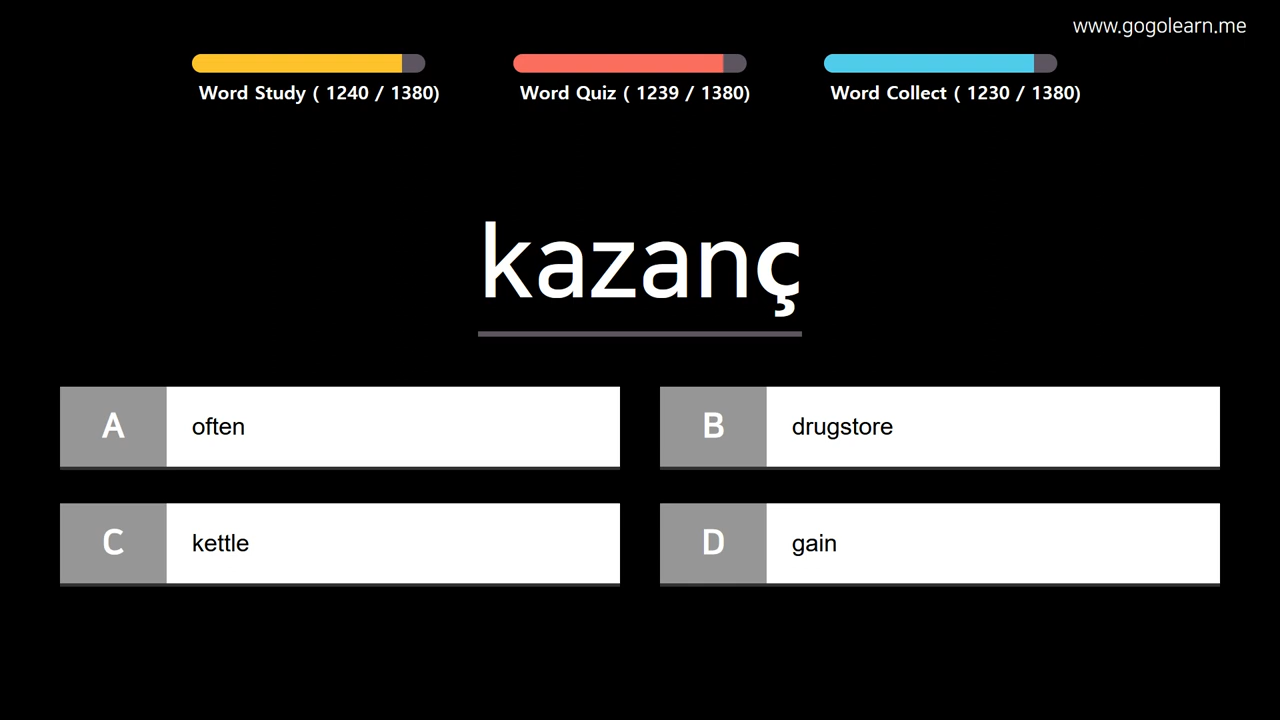 www.gogolearn.me
Word Study ( 1240 / 1380)
Word Quiz ( 1239 / 1380)
Word Collect ( 1230 / 1380)
kazanç
A often
B drugstore
C kettle
D gain